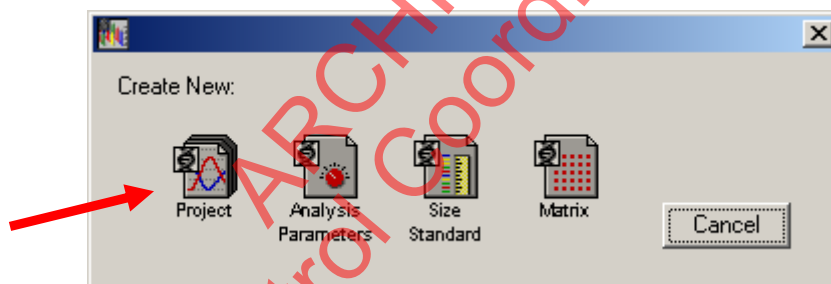 Create New:
Project
Analysis
Parameters
Size
Standard
Matrix
Cancel